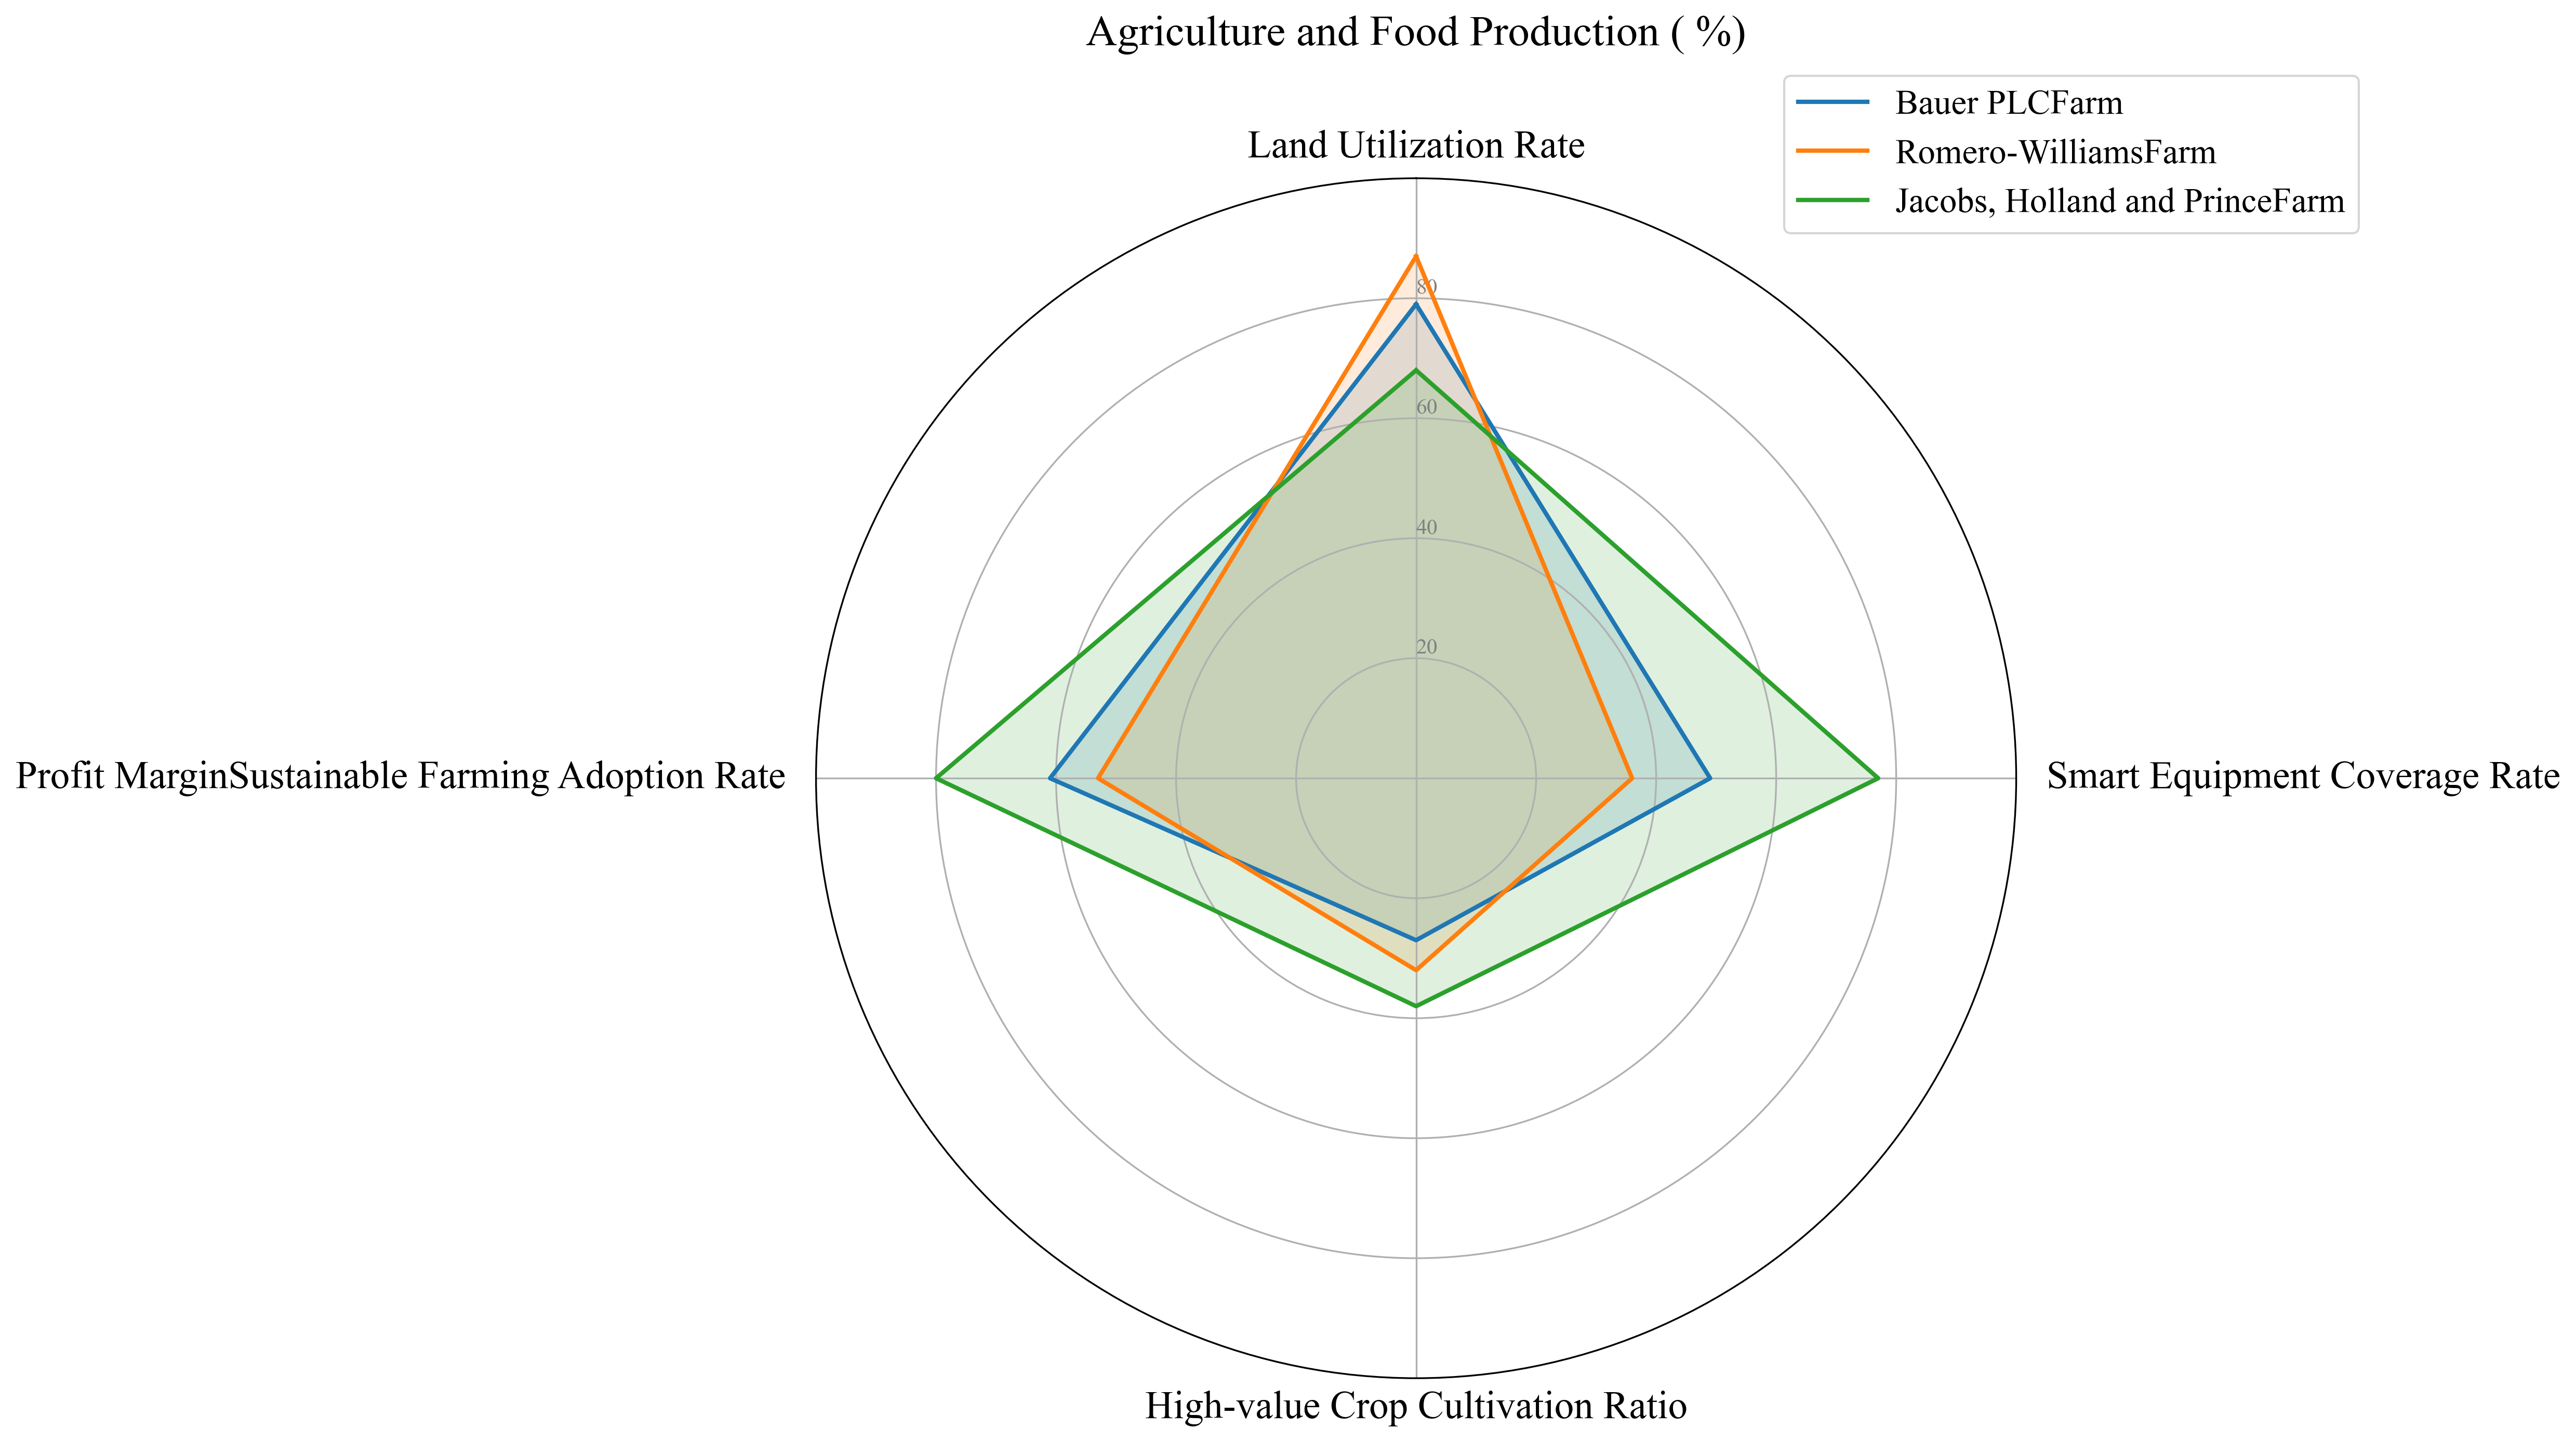 Agriculture and Food Production ( %)
Bauer PLCFarm
Romero-WilliamsFarm
Jacobs, Holland and PrinceFarm
Land Utilization Rate
80
60
40
20
Profit MarginSustainable Farming Adoption Rate
Smart Equipment Coverage Rate
High-value Crop Cultivation Ratio